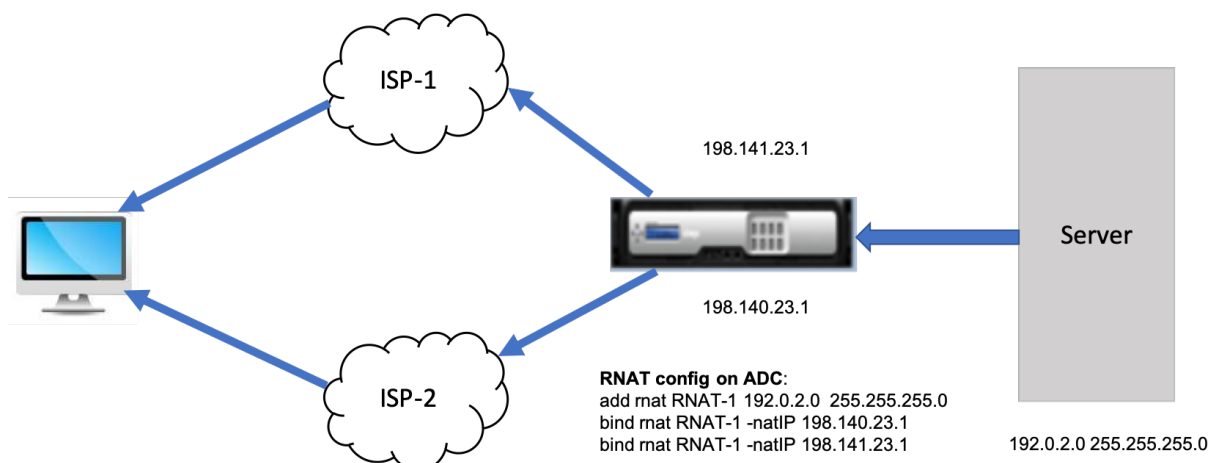 ISP-1
198.141.23.1
Server
198.140.23.1
ISP-2
RNAT config on ADC:
add rnat RNAT-1 192.0.2.0 255.255.255.0
bind rnat RNAT-1 -natIP 198.140.23.1
bind rnat RNAT-1 -natIP 198.141.23.1
192.0.2.0 255.255.255.0